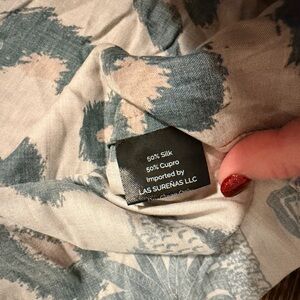 50% Silk
50% Cupro
Imported by
LAS SUREÑAS LLC